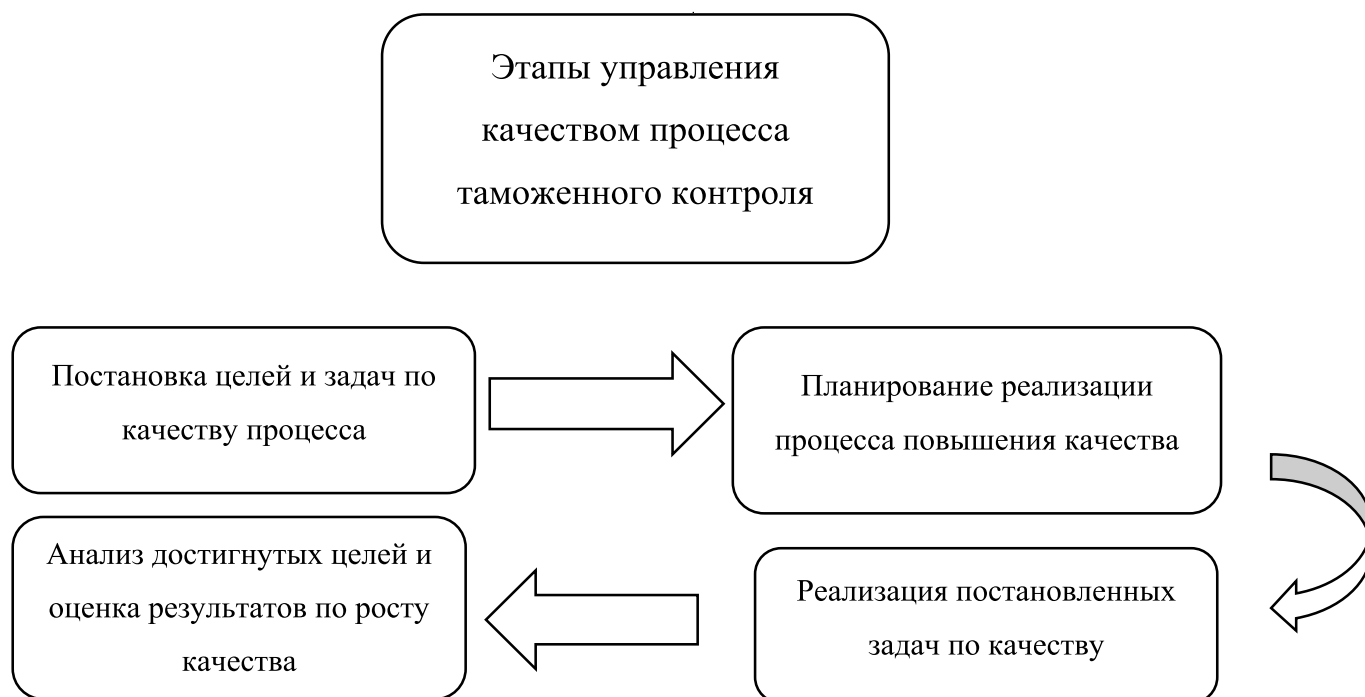 Этапы управления
качеством процесса
таможенного контроля
Постановка целей и задач по
качеству процесса
Планирование реализации
процесса повышения качества
Реализация постановленных
задач по качеству
Анализ достигнутых целей и
оценка результатов по росту
качества